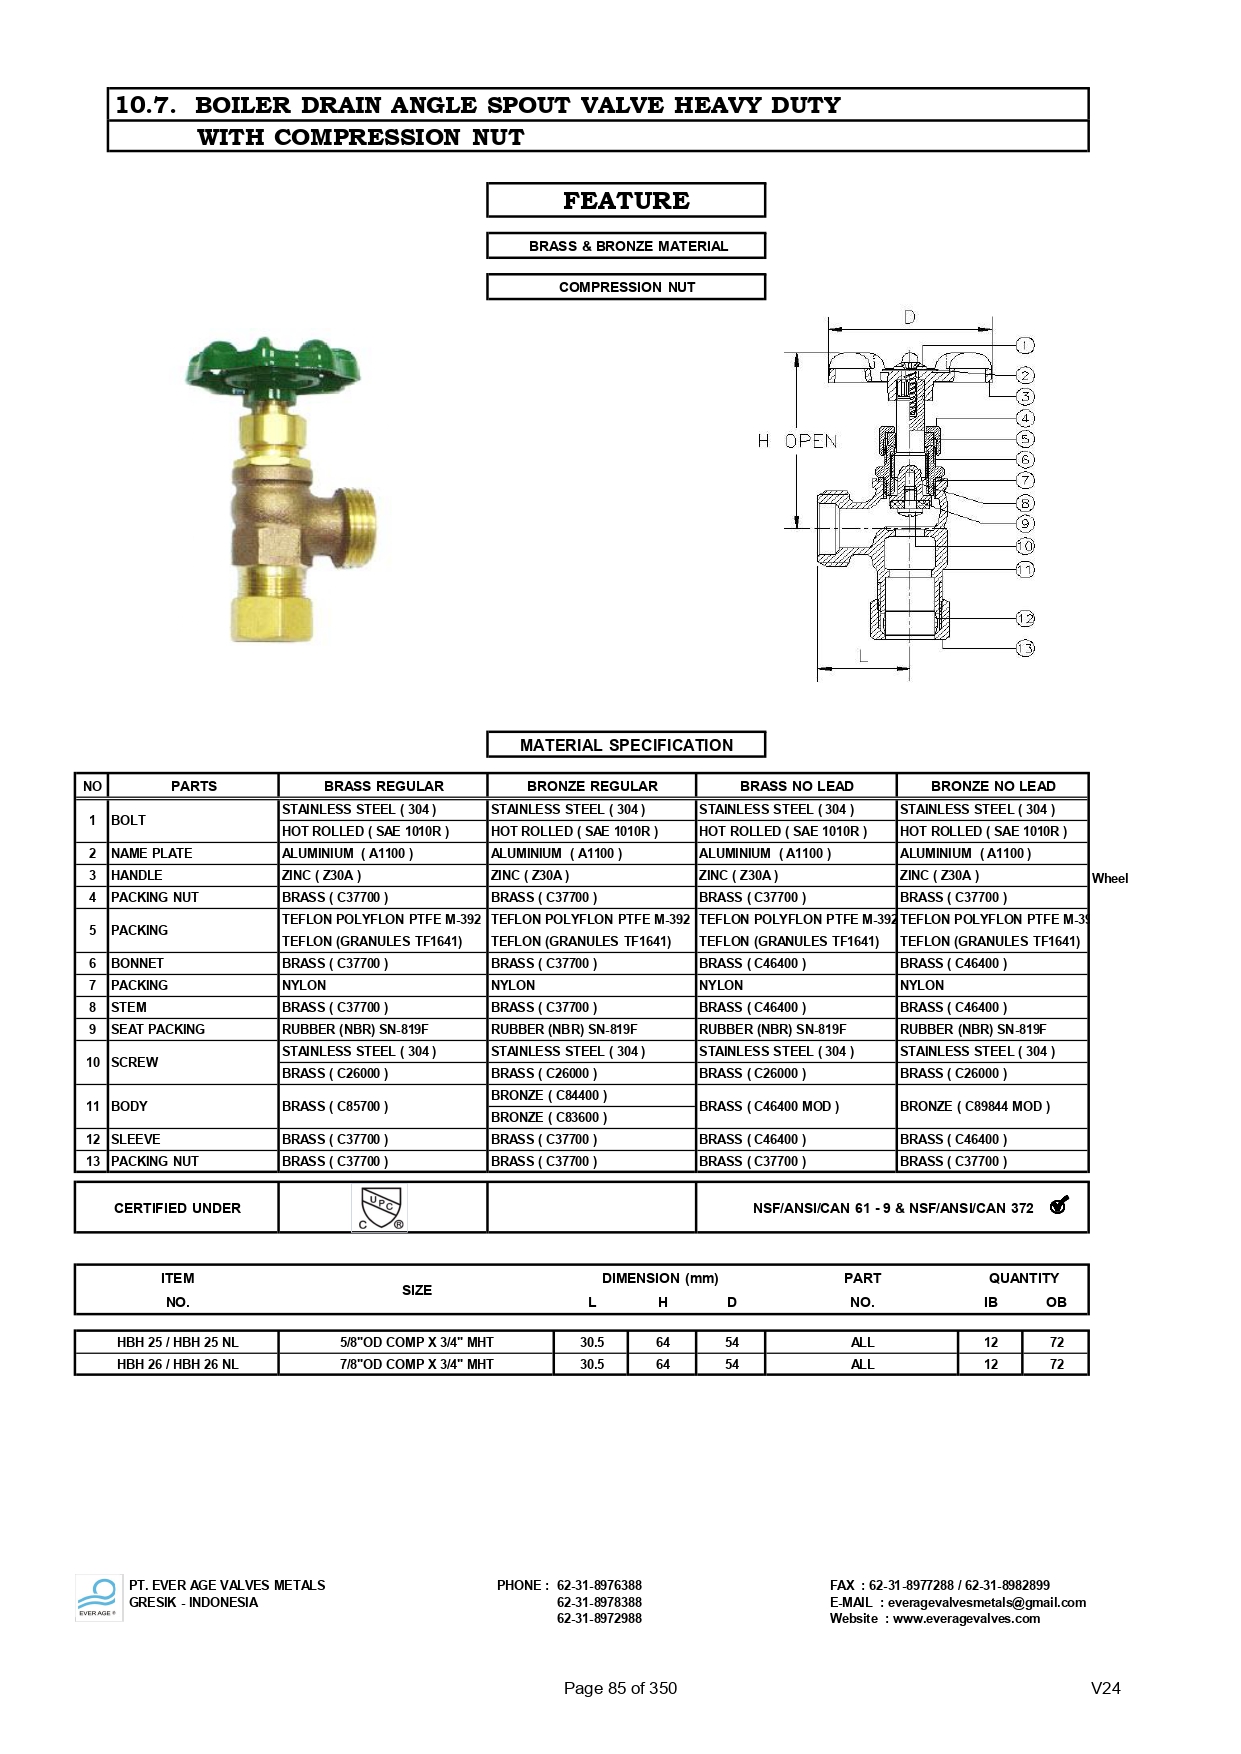 10.7. BOILER DRAIN ANGLE SPOUT VALVE HEAVY DUTY
WITH COMPRESSION NUT
FEATURE
BRASS & BRONZE MATERIAL
COMPRESSION NUT
D
H OPEN
L
1
2
3
4
5
6
7
8
9
10
11
12
13
MATERIAL SPECIFICATION
NO PARTS BRASS REGULAR BRONZE REGULAR BRASS NO LEAD BRONZE NO LEAD
1 BOLT STAINLESS STEEL ( 304 ) STAINLESS STEEL ( 304 ) STAINLESS STEEL ( 304 ) STAINLESS STEEL ( 304 )
HOT ROLLED ( SAE 1010R ) HOT ROLLED ( SAE 1010R ) HOT ROLLED ( SAE 1010R ) HOT ROLLED ( SAE 1010R )
2 NAME PLATE ALUMINIUM ( A1100 ) ALUMINIUM ( A1100 ) ALUMINIUM ( A1100 ) ALUMINIUM ( A1100 )
3 HANDLE ZINC ( Z30A ) ZINC ( Z30A ) ZINC ( Z30A ) ZINC ( Z30A ) Wheel
4 PACKING NUT BRASS ( C37700 ) BRASS ( C37700 ) BRASS ( C37700 ) BRASS ( C37700 )
5 PACKING TEFLON POLYFLON PTFE M-392 TEFLON POLYFLON PTFE M-392 TEFLON POLYFLON PTFE M-392 TEFLON POLYFLON PTFE M-39
TEFLON (GRANULES TF1641) TEFLON (GRANULES TF1641) TEFLON (GRANULES TF1641) TEFLON (GRANULES TF1641)
6 BONNET BRASS ( C37700 ) BRASS ( C37700 ) BRASS ( C46400 ) BRASS ( C46400 )
7 PACKING NYLON NYLON NYLON NYLON
8 STEM BRASS ( C37700 ) BRASS ( C37700 ) BRASS ( C46400 ) BRASS ( C46400 )
9 SEAT PACKING RUBBER (NBR) SN-819F RUBBER (NBR) SN-819F RUBBER (NBR) SN-819F RUBBER (NBR) SN-819F
10 SCREW STAINLESS STEEL ( 304 ) STAINLESS STEEL ( 304 ) STAINLESS STEEL ( 304 ) STAINLESS STEEL ( 304 )
BRASS ( C26000 ) BRASS ( C26000 ) BRASS ( C26000 ) BRASS ( C26000 )
11 BODY BRASS ( C85700 ) BRONZE ( C84400 ) BRASS ( C46400 MOD ) BRONZE ( C89844 MOD )
BRONZE ( C83600 )
12 SLEEVE BRASS ( C37700 ) BRASS ( C37700 ) BRASS ( C46400 ) BRASS ( C46400 )
13 PACKING NUT BRASS ( C37700 ) BRASS ( C37700 ) BRASS ( C37700 ) BRASS ( C37700 )
CERTIFIED UNDER UPC C ® NSF/ANSI/CAN 61 - 9 & NSF/ANSI/CAN 372
ITEM SIZE DIMENSION (mm) PART QUANTITY
NO. L H D NO. IB OB
HBH 25 / HBH 25 NL 5/8"OD COMP X 3/4" MHT 30.5 64 54 ALL 12 72
HBH 26 / HBH 26 NL 7/8"OD COMP X 3/4" MHT 30.5 64 54 ALL 12 72
EVER AGE ®
PT. EVER AGE VALVES METALS PHONE : 62-31-8976388 FAX : 62-31-8977288 / 62-31-8982899
GRESIK - INDONESIA 62-31-8978388 E-MAIL : everagevalvesmetals@gmail.com
62-31-8972988 Website : www.everagevalves.com
Page 85 of 350 V24